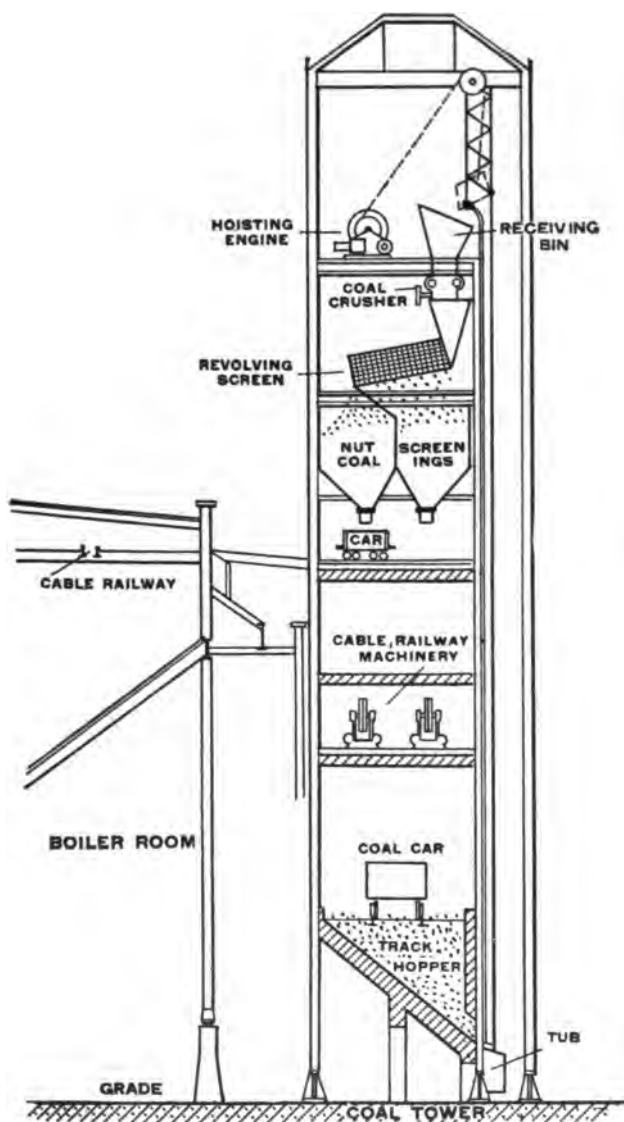 HOISTING
ENGINE
RECEIVING
BIN
COAL
CRUSHER
REVOLVING
SCREEN
NUT
COAL
SCREEN
INGS
CAR
CABLE RAILWAY
CABLE, RAILWAY
MACHINERY
BOILER ROOM
COAL CAR
TRACK
HOPPER
TUB
GRADE
COAL TOWER